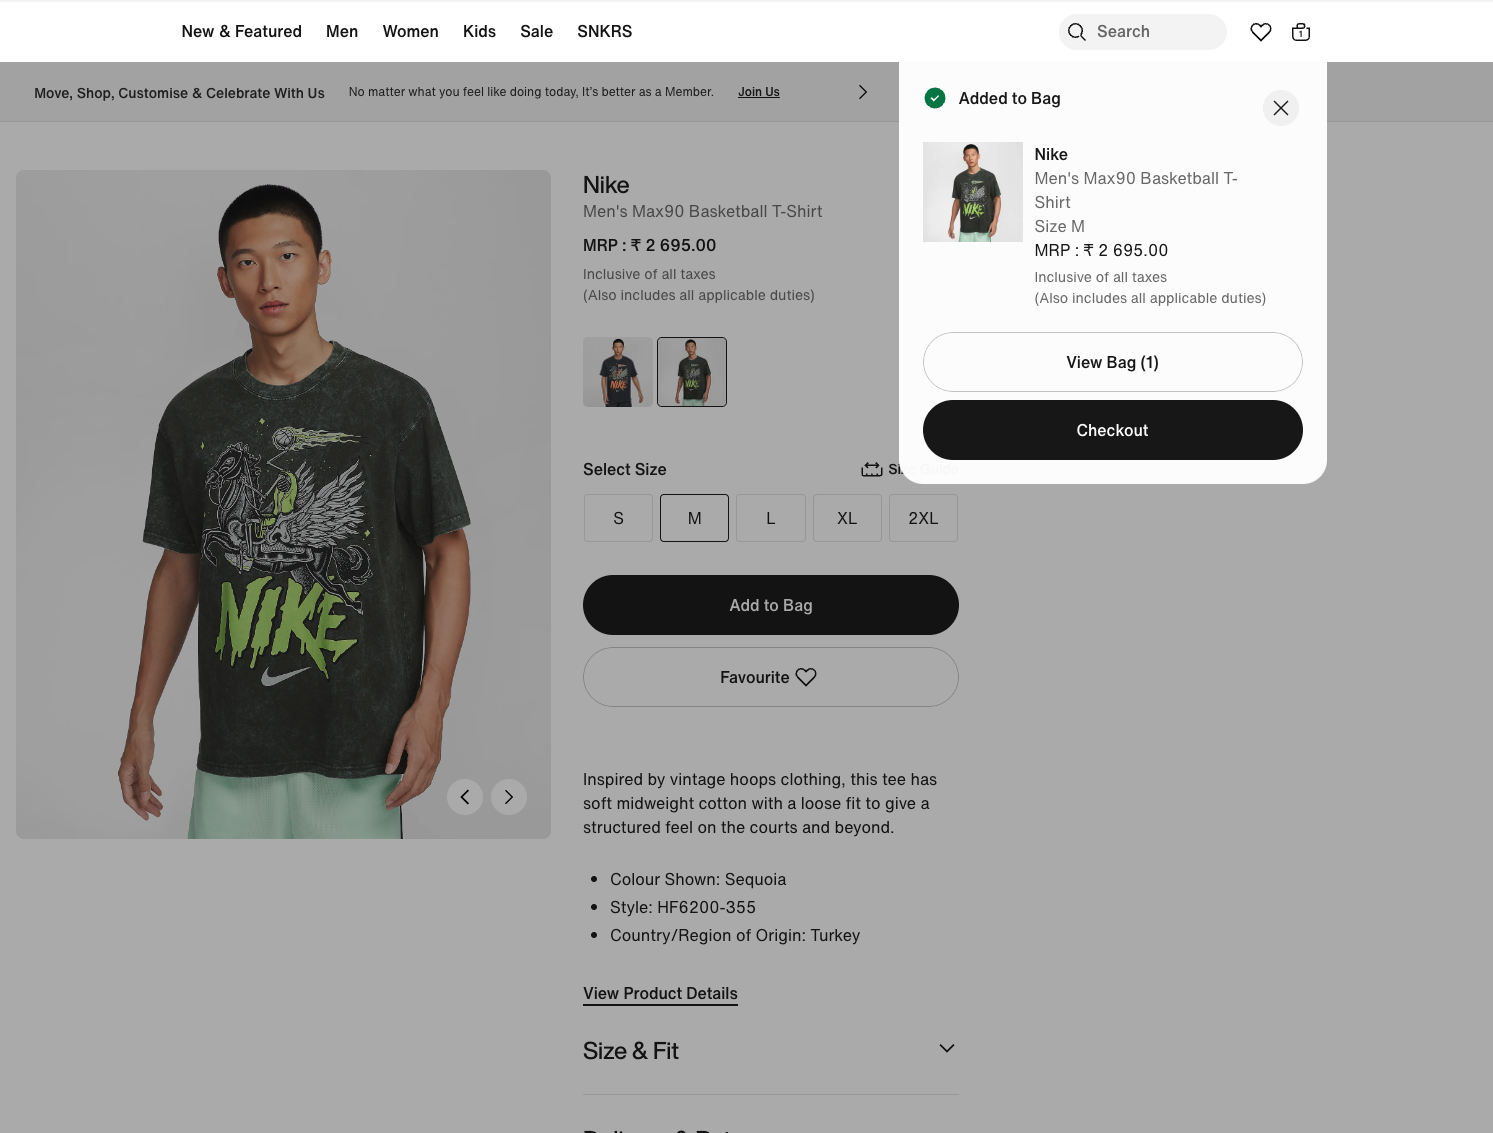 New & Featured Men Women Kids Sale SNKRS
Search
1
Move, Shop, Customise & Celebrate With Us
No matter what you feel like doing today, It's better as a Member.
Join Us
NIKE
Nike
Men's Max90 Basketball T-Shirt
MRP : ₹ 2 695.00
Inclusive of all taxes
(Also includes all applicable duties)
NIKE
NIKE
Select Size
Size Guide
S M L XL 2XL
Add to Bag
Favourite
Inspired by vintage hoops clothing, this tee has
soft midweight cotton with a loose fit to give a
structured feel on the courts and beyond.
• Colour Shown: Sequoia
• Style: HF6200-355
• Country/Region of Origin: Turkey
View Product Details
Size & Fit
Added to Bag
NIKE
Nike
Men's Max90 Basketball T-
Shirt
Size M
MRP : ₹ 2 695.00
Inclusive of all taxes
(Also includes all applicable duties)
View Bag (1)
Checkout